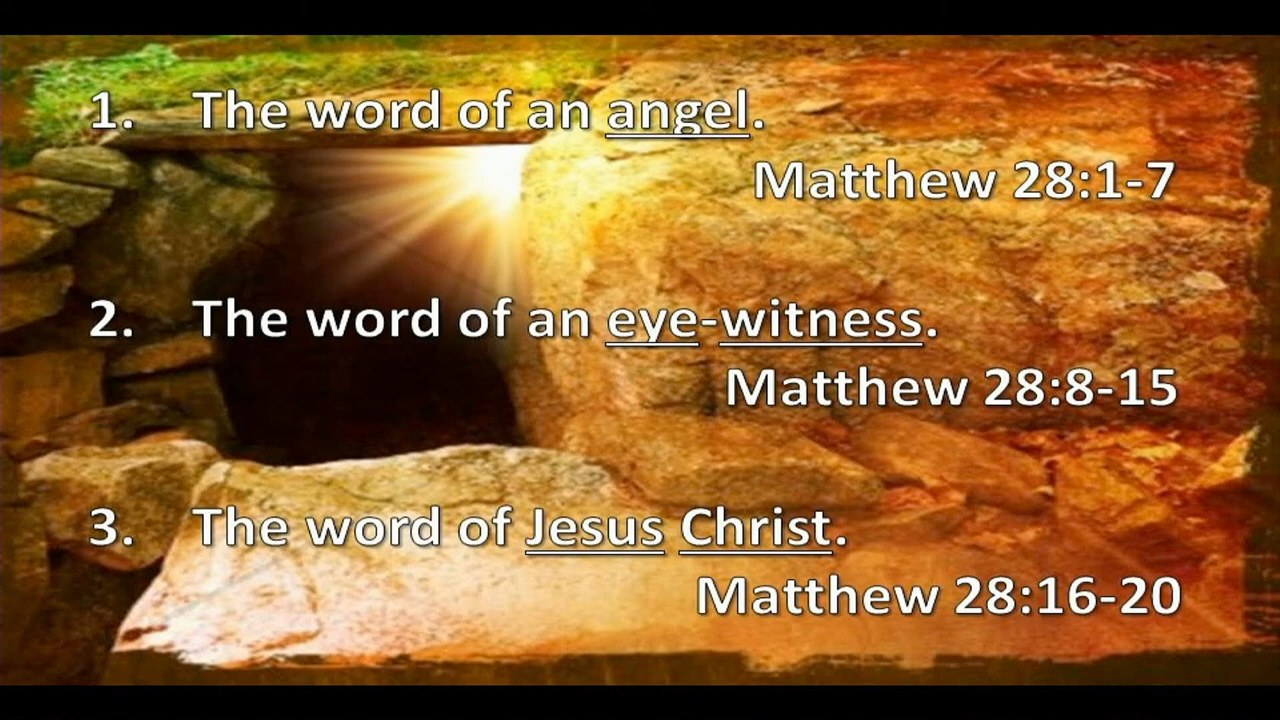 1. The word of an angel.
Matthew 28:1-7
2. The word of an eye-witness.
Matthew 28:8-15
3. The word of Jesus Christ.
Matthew 28:16-20